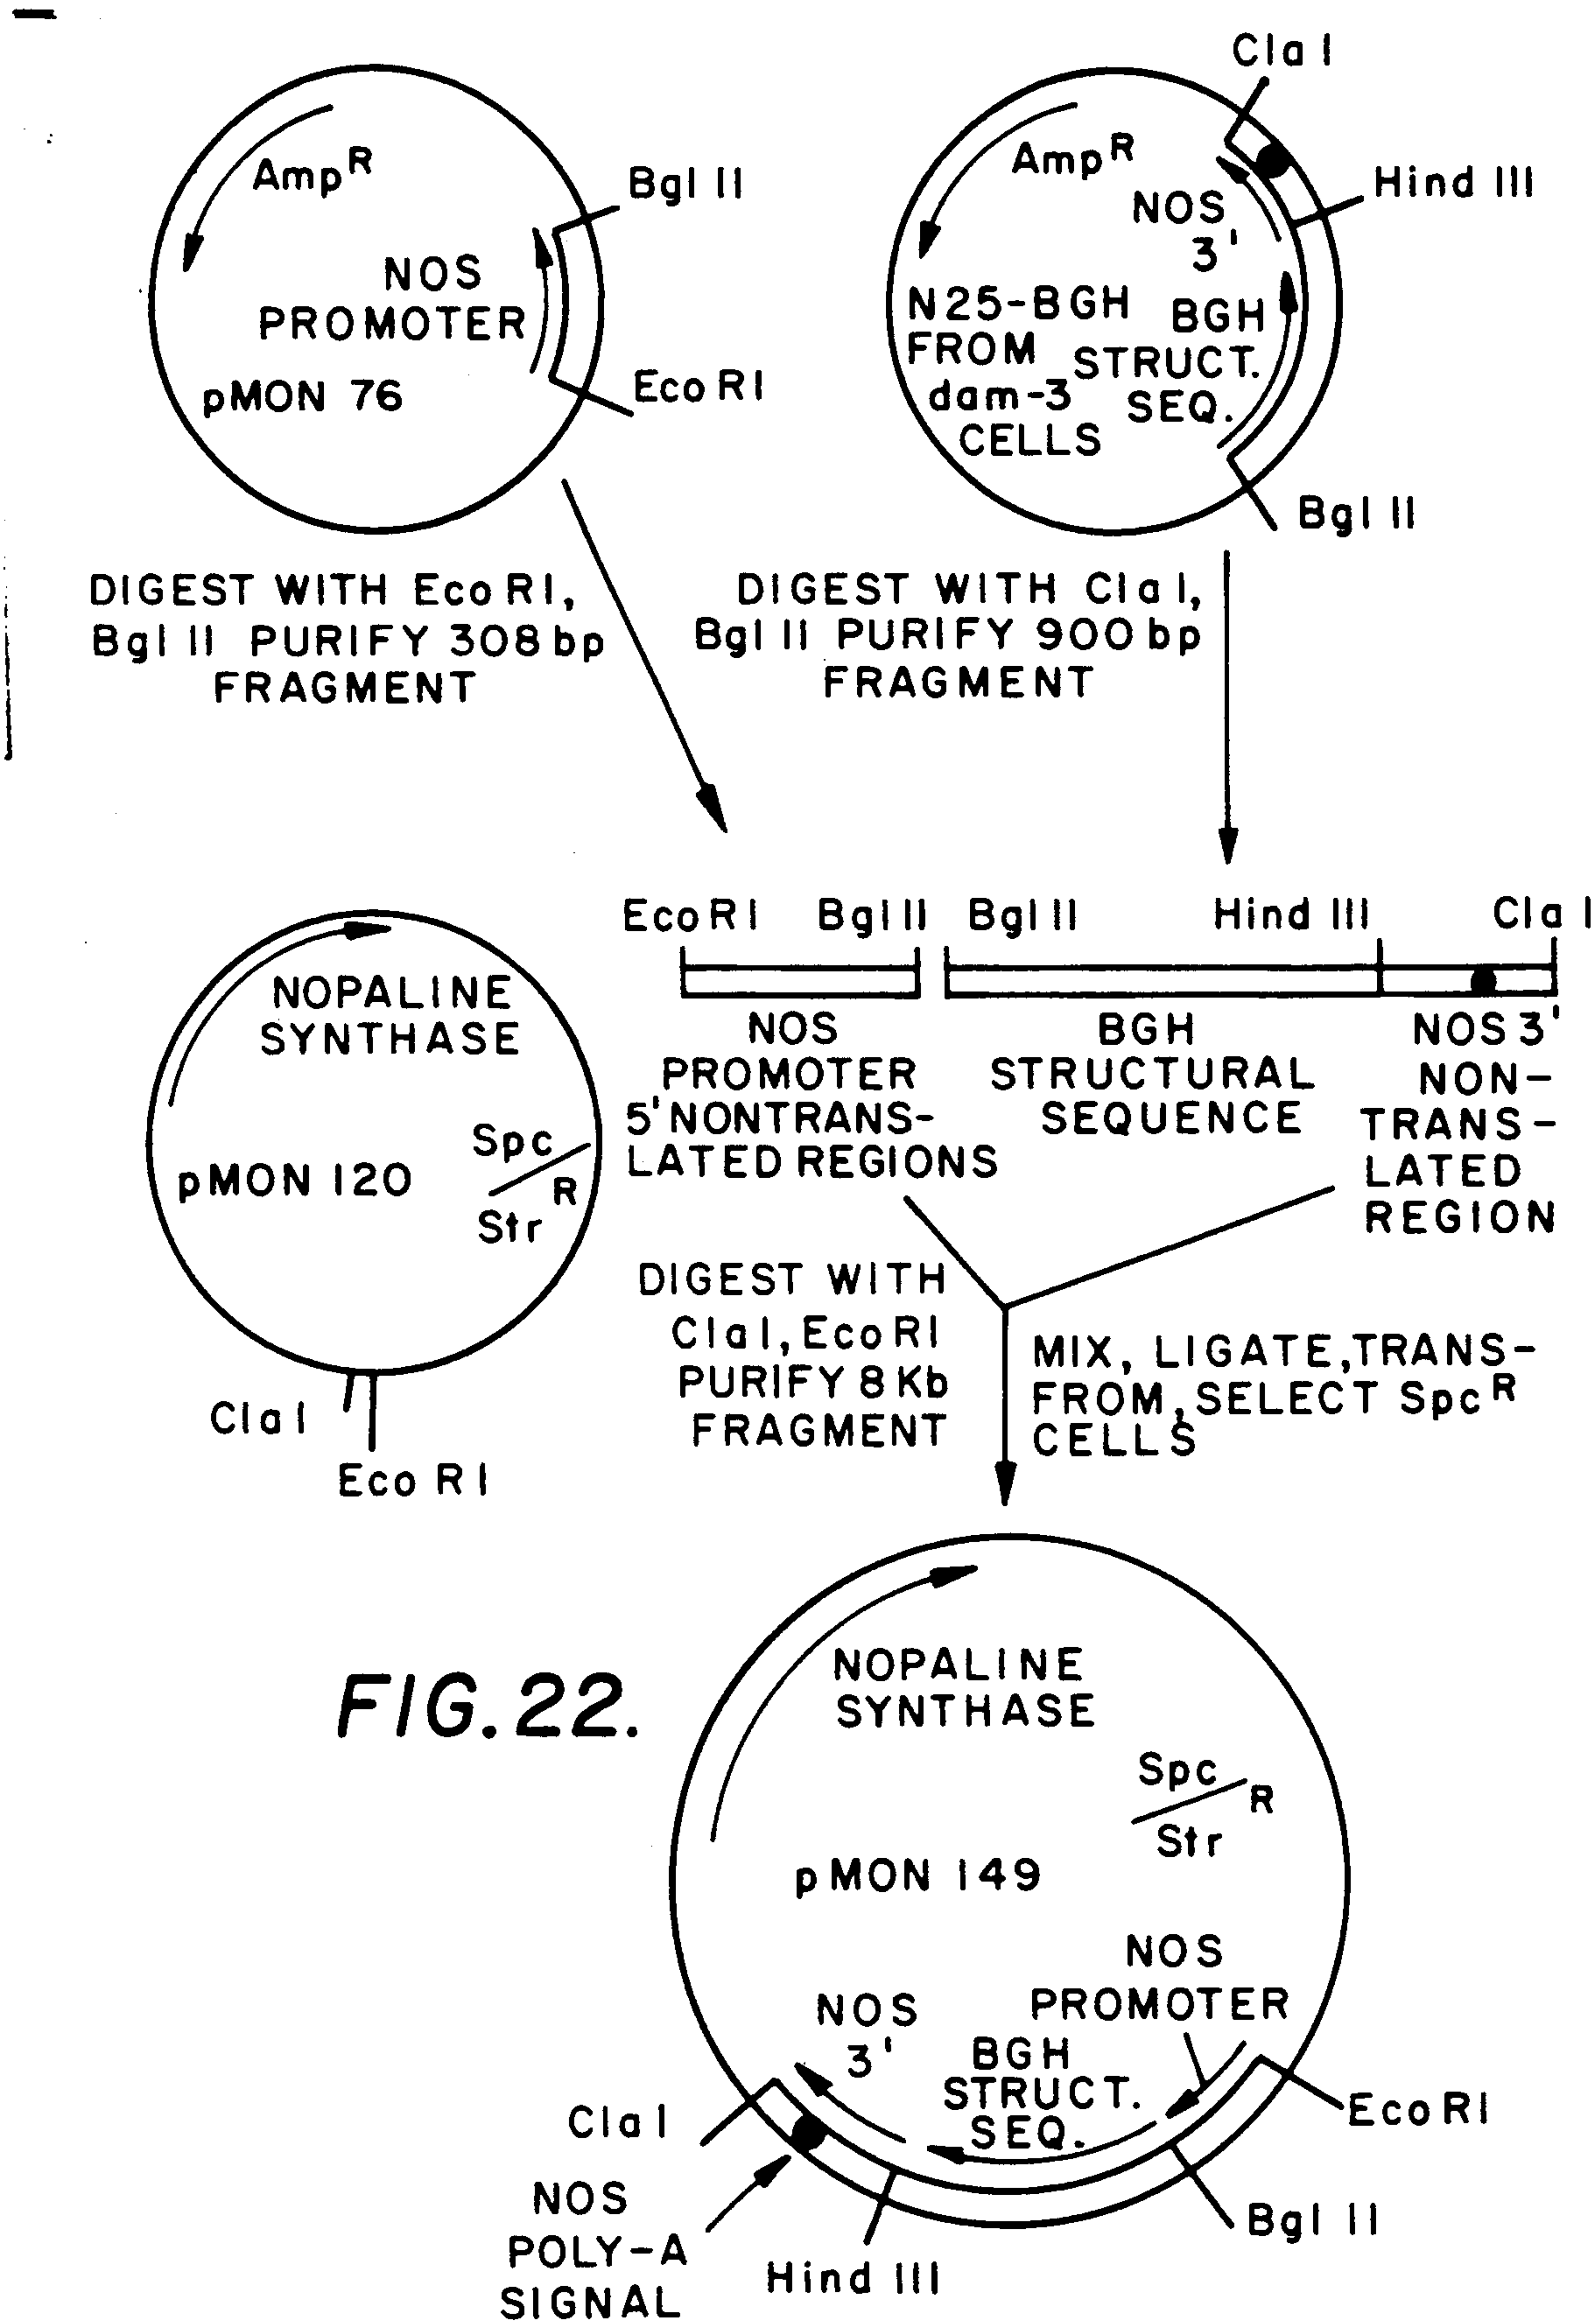 Amp R
Bgl II
NOS
PROMOTER
pMON 76
Eco RI
Cla I
Amp R
Hind III
NOS
3'
N25-BGH
FROM
dam-3
CELLS
BGH
STRUCT.
SEQ.
Bgl II
DIGEST WITH Eco RI,
Bgl II PURIFY 308 bp
FRAGMENT
DIGEST WITH Cla I,
Bgl II PURIFY 900 bp
FRAGMENT
Eco RI Bgl II Bgl II Hind III Cla I
NOS
PROMOTER
5' NONTRANS-
LATED REGIONS
BGH
STRUCTURAL
SEQUENCE
NOS 3'
NON-
TRANS-
LATED
REGION
NOPALINE
SYNTHASE
Spc
R
Str
pMON 120
Cla I
Eco RI
DIGEST WITH
Cla I, Eco RI
PURIFY 8 Kb
FRAGMENT
MIX, LIGATE, TRANS-
FROM, SELECT Spc R
CELLS
FIG. 22.
NOPALINE
SYNTHASE
Spc
R
Str
pMON 149
NOS
PROMOTER
NOS
3'
BGH
STRUCT.
SEQ.
Cla I
Eco RI
NOS
POLY-A
SIGNAL
Hind III
Bgl II